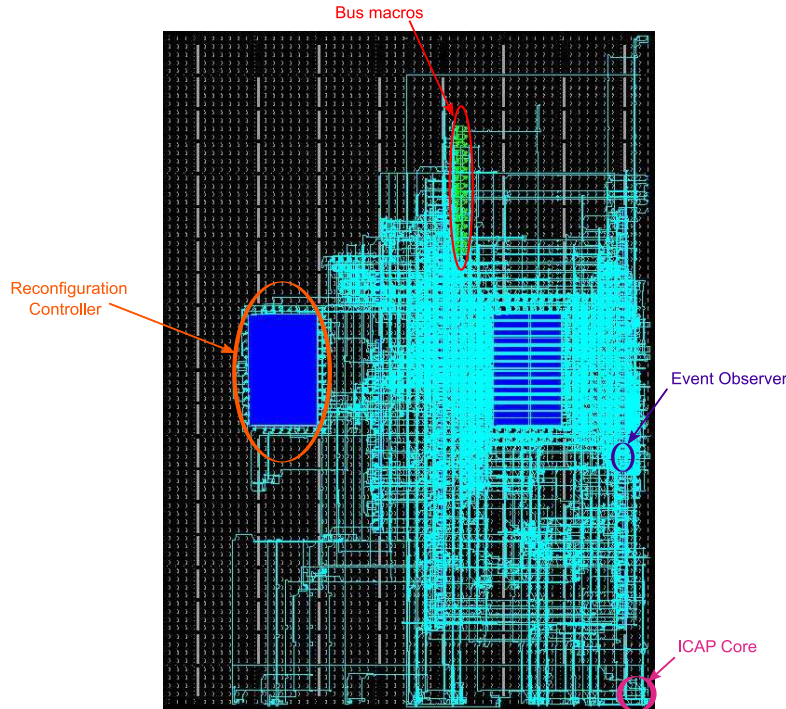 Bus macros
Reconfiguration
Controller
Event Observer
ICAP Core